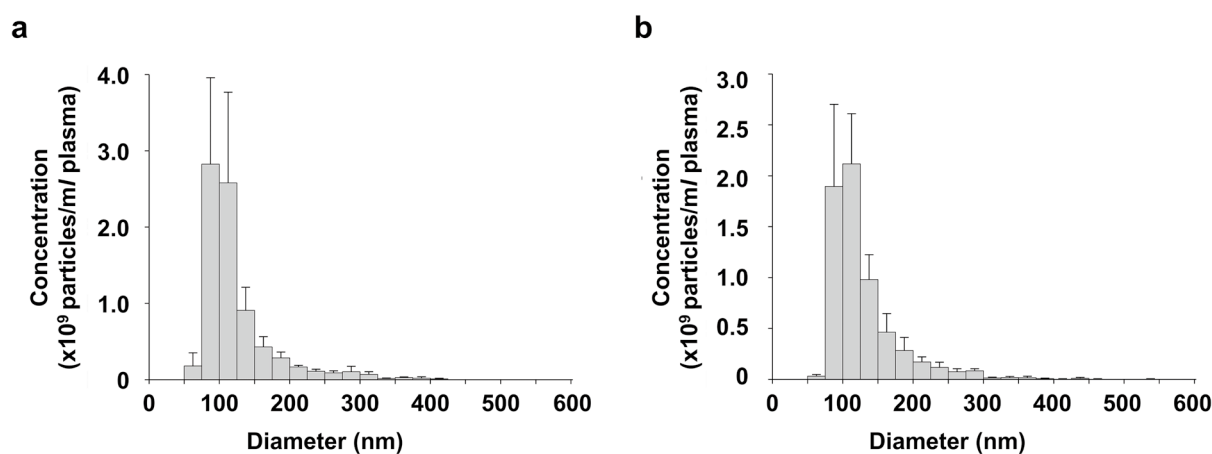 a
Concentration
(x10⁹ particles/ml plasma)
4.0
3.0
2.0
1.0
0
0 100 200 300 400 500 600
Diameter (nm)
b
Concentration
(x10⁹ particles/ml plasma)
3.0
2.5
2.0
1.5
1.0
0.5
0
0 100 200 300 400 500 600
Diameter (nm)